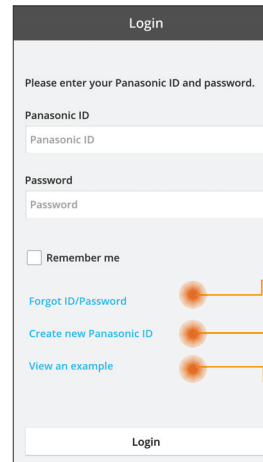 Login
Please enter your Panasonic ID and password.
Panasonic ID
Panasonic ID
Password
Password
Remember me
Forgot ID/Password
Create new Panasonic ID
View an example
Login